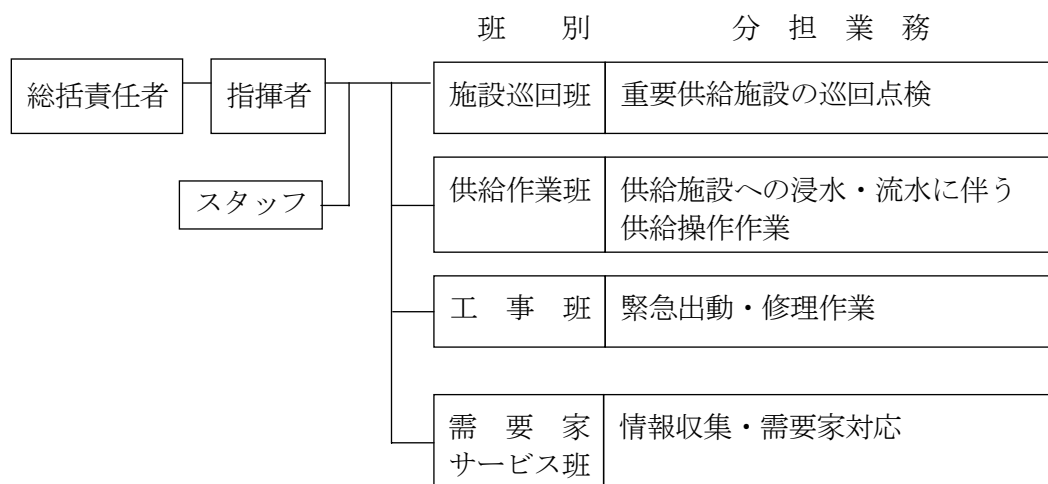 班　別　分　担　業　務
総括責任者　指揮者　施設巡回班　重要供給施設の巡回点検
スタッフ
供給作業班　供給施設への浸水・流水に伴う
供給操作作業
工　事　班　緊急出動・修理作業
需　要　家　情報収集・需要家対応
サービス班